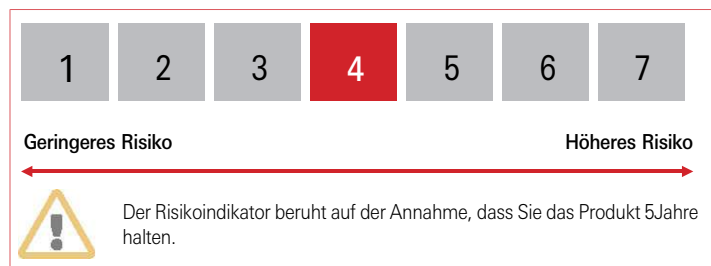 1 2 3 4 5 6 7
Geringeres Risiko Höheres Risiko
!
Der Risikoindikator beruht auf der Annahme, dass Sie das Produkt 5Jahre
halten.